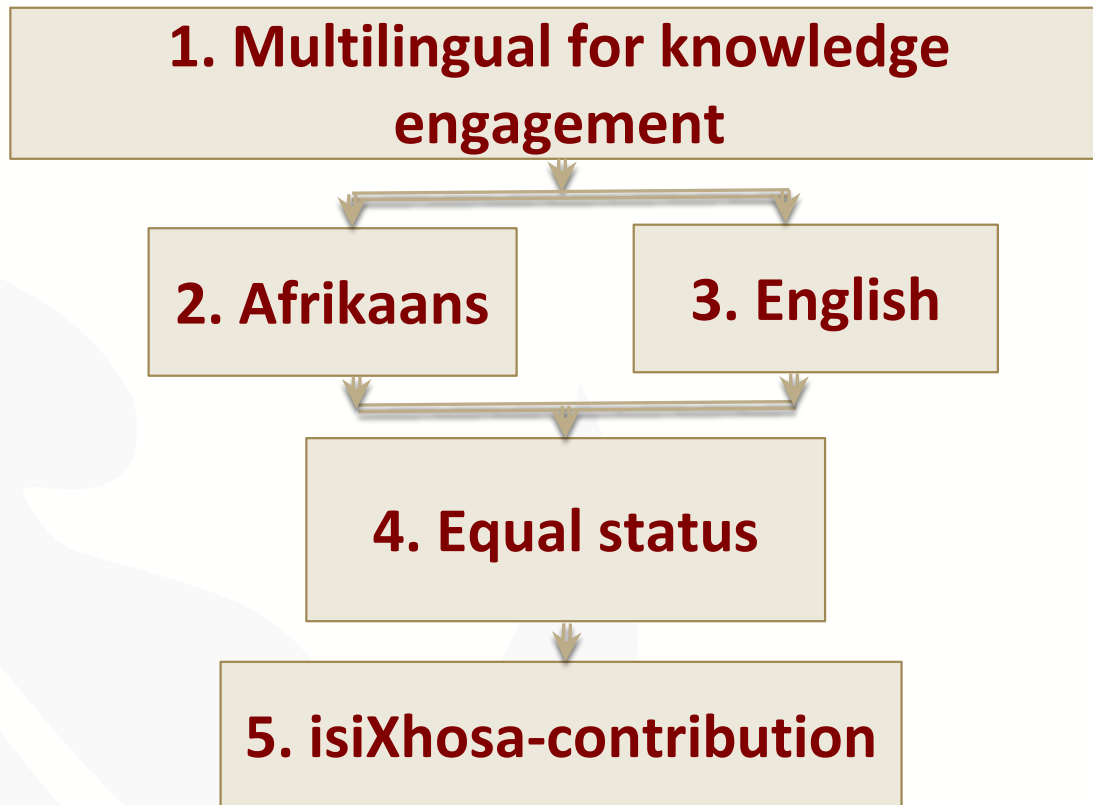 1. Multilingual for knowledge
engagement
2. Afrikaans
3. English
4. Equal status
5. isiXhosa-contribution